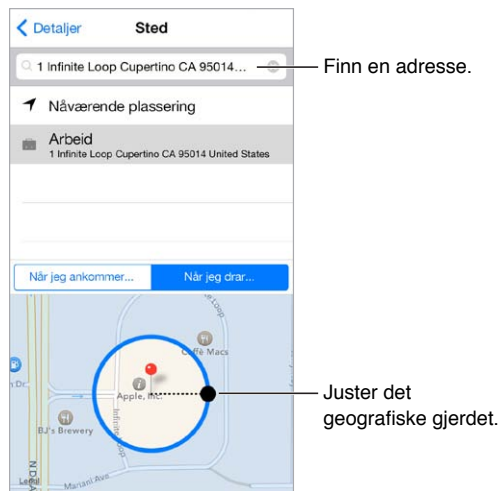 Detaljer
Sted
1 Infinite Loop Cupertino CA 95014...
Finn en adresse.
Nåværende plassering
Arbeid
1 Infinite Loop Cupertino CA 95014 United States
Når jeg ankommer...
Når jeg drar...
Loop
Caffè Macs
Apple, Inc.
BJ's Brewery
Infinite Loop
Mariani Ave
Legal
Juster det
geografiske gjerdet.